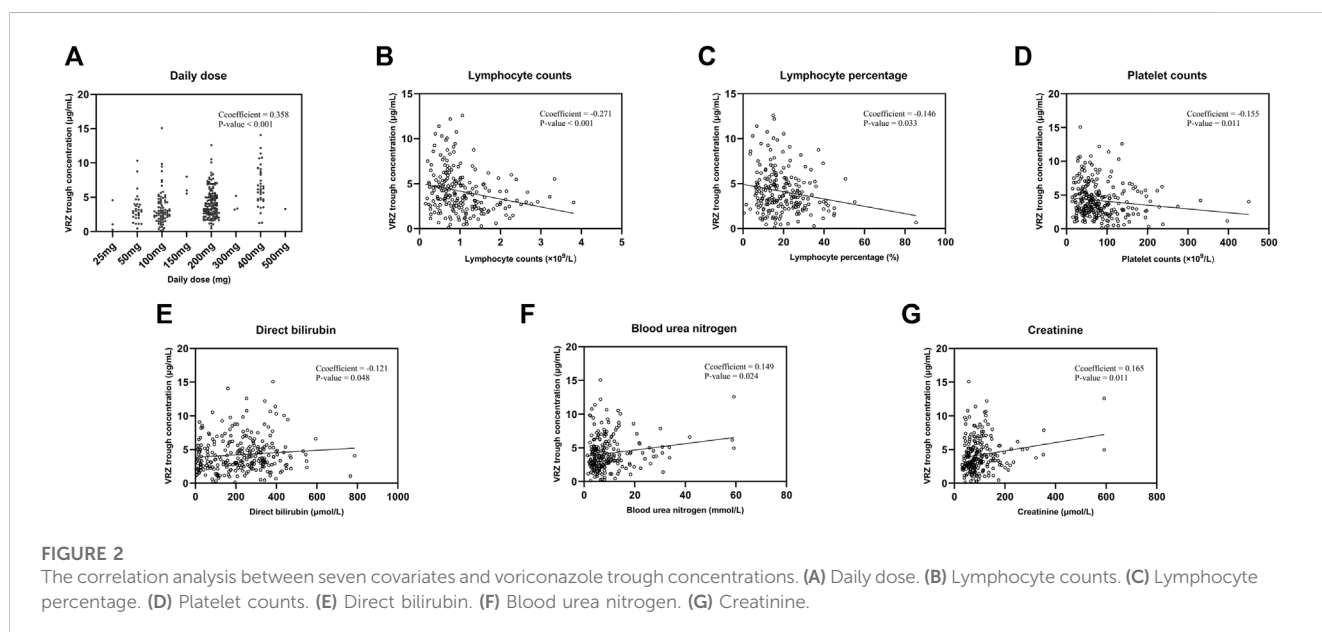 A
Daily dose
VRZ trough concentration (μg/mL)
20
15
10
5
0
Ccoefficient = 0.358
P-value < 0.001
25mg
50mg
100mg
150mg
200mg
300mg
400mg
500mg
Daily dose (mg)
B
Lymphocyte counts
VRZ trough concentration (μg/mL)
15
10
5
0
Ccoefficient = -0.271
P-value < 0.001
0 1 2 3 4 5
Lymphocyte counts (×10⁹/L)
C
Lymphocyte percentage
VRZ trough concentration (μg/mL)
15
10
5
0
Ccoefficient = -0.146
P-value = 0.033
0 20 40 60 80 100
Lymphocyte percentage (%)
D
Platelet counts
VRZ trough concentration (μg/mL)
20
15
10
5
0
Ccoefficient = -0.155
P-value = 0.011
0 100 200 300 400 500
Platelet counts (×10⁹/L)
E
Direct bilirubin
VRZ trough concentration (μg/mL)
20
15
10
5
0
Ccoefficient = -0.121
P-value = 0.048
0 200 400 600 800 1000
Direct bilirubin (μmol/L)
F
Blood urea nitrogen
VRZ trough concentration (μg/mL)
20
15
10
5
0
Ccoefficient = 0.149
P-value = 0.024
0 20 40 60 80
Blood urea nitrogen (mmol/L)
G
Creatinine
VRZ trough concentration (μg/mL)
20
15
10
5
0
Ccoefficient = 0.165
P-value = 0.011
0 200 400 600 800
Creatinine (μmol/L)
FIGURE 2
The correlation analysis between seven covariates and voriconazole trough concentrations. (A) Daily dose. (B) Lymphocyte counts. (C) Lymphocyte
percentage. (D) Platelet counts. (E) Direct bilirubin. (F) Blood urea nitrogen. (G) Creatinine.